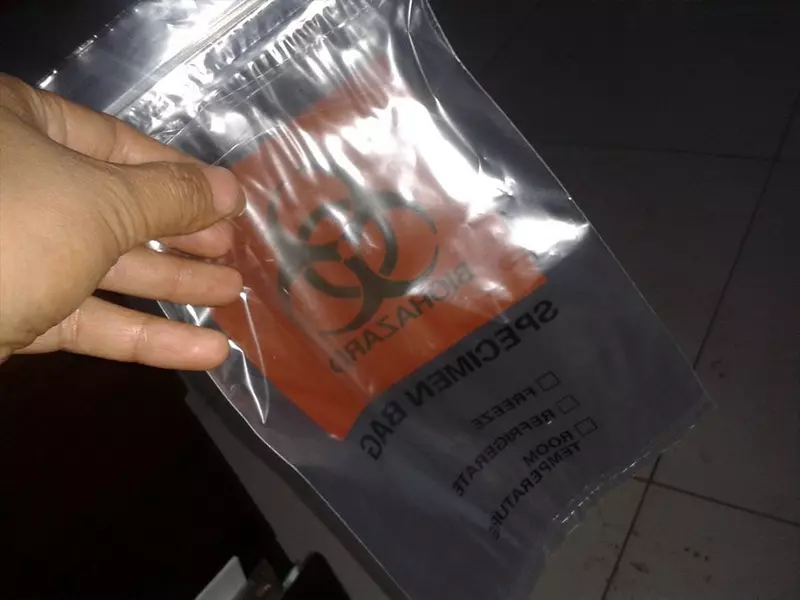 BIOHAZARD
SPECIMEN BAG
FREEZE
REFRIGERATE
ROOM
TEMPERATURE